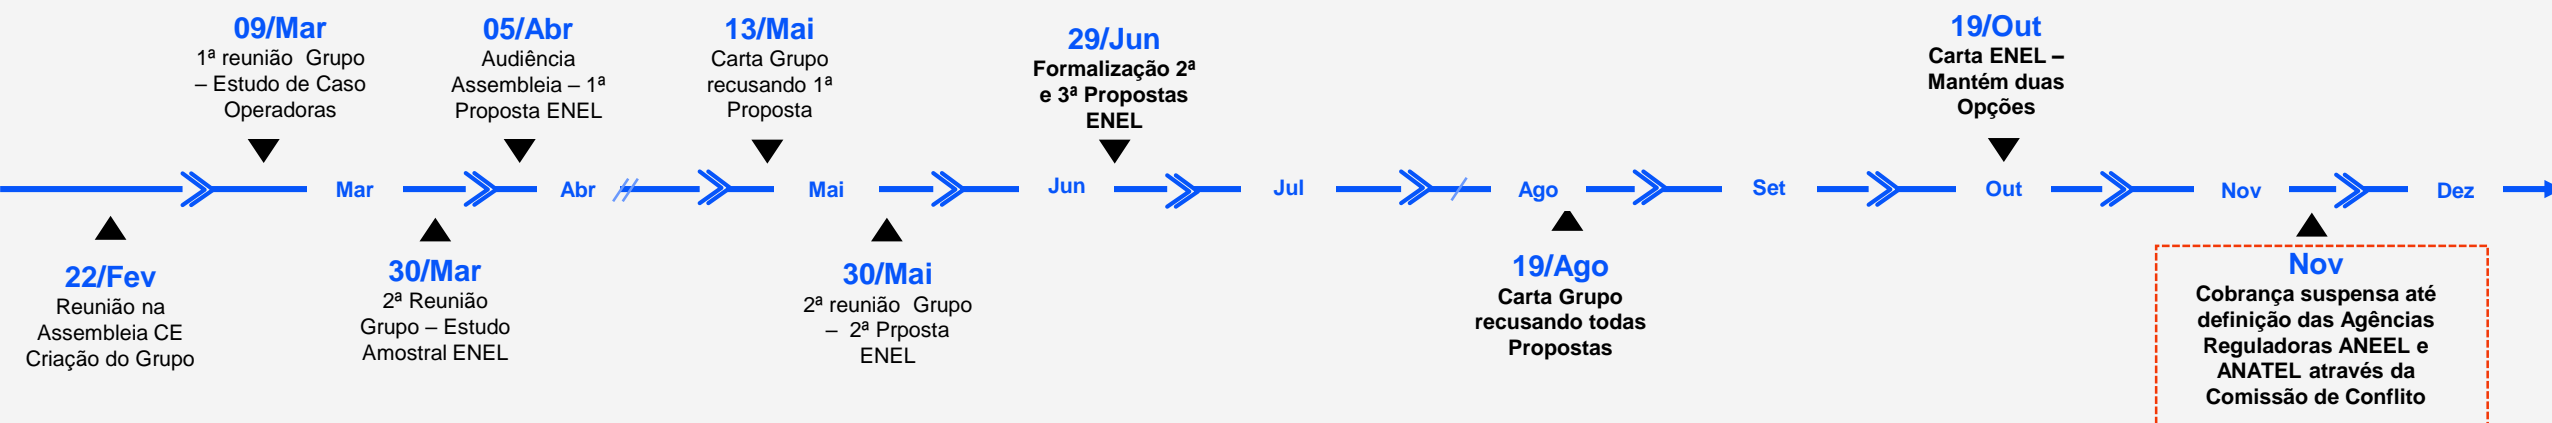 09/Mar
1ª reunião Grupo
– Estudo de Caso
Operadoras
05/Abr
Audiência
Assembleia – 1ª
Proposta ENEL
13/Mai
Carta Grupo
recusando 1ª
Proposta
29/Jun
Formalização 2ª
e 3ª Propostas
ENEL
19/Out
Carta ENEL –
Mantém duas
Opções
Mar
Abr
Mai
Jun
Jul
Ago
Set
Out
Nov
Dez
22/Fev
Reunião na
Assembleia CE
Criação do Grupo
30/Mar
2ª Reunião
Grupo – Estudo
Amostral ENEL
30/Mai
2ª reunião Grupo
– 2ª Prposta
ENEL
19/Ago
Carta Grupo
recusando todas
Propostas
Nov
Cobrança suspensa até
definição das Agências
Reguladoras ANEEL e
ANATEL através da
Comissão de Conflito